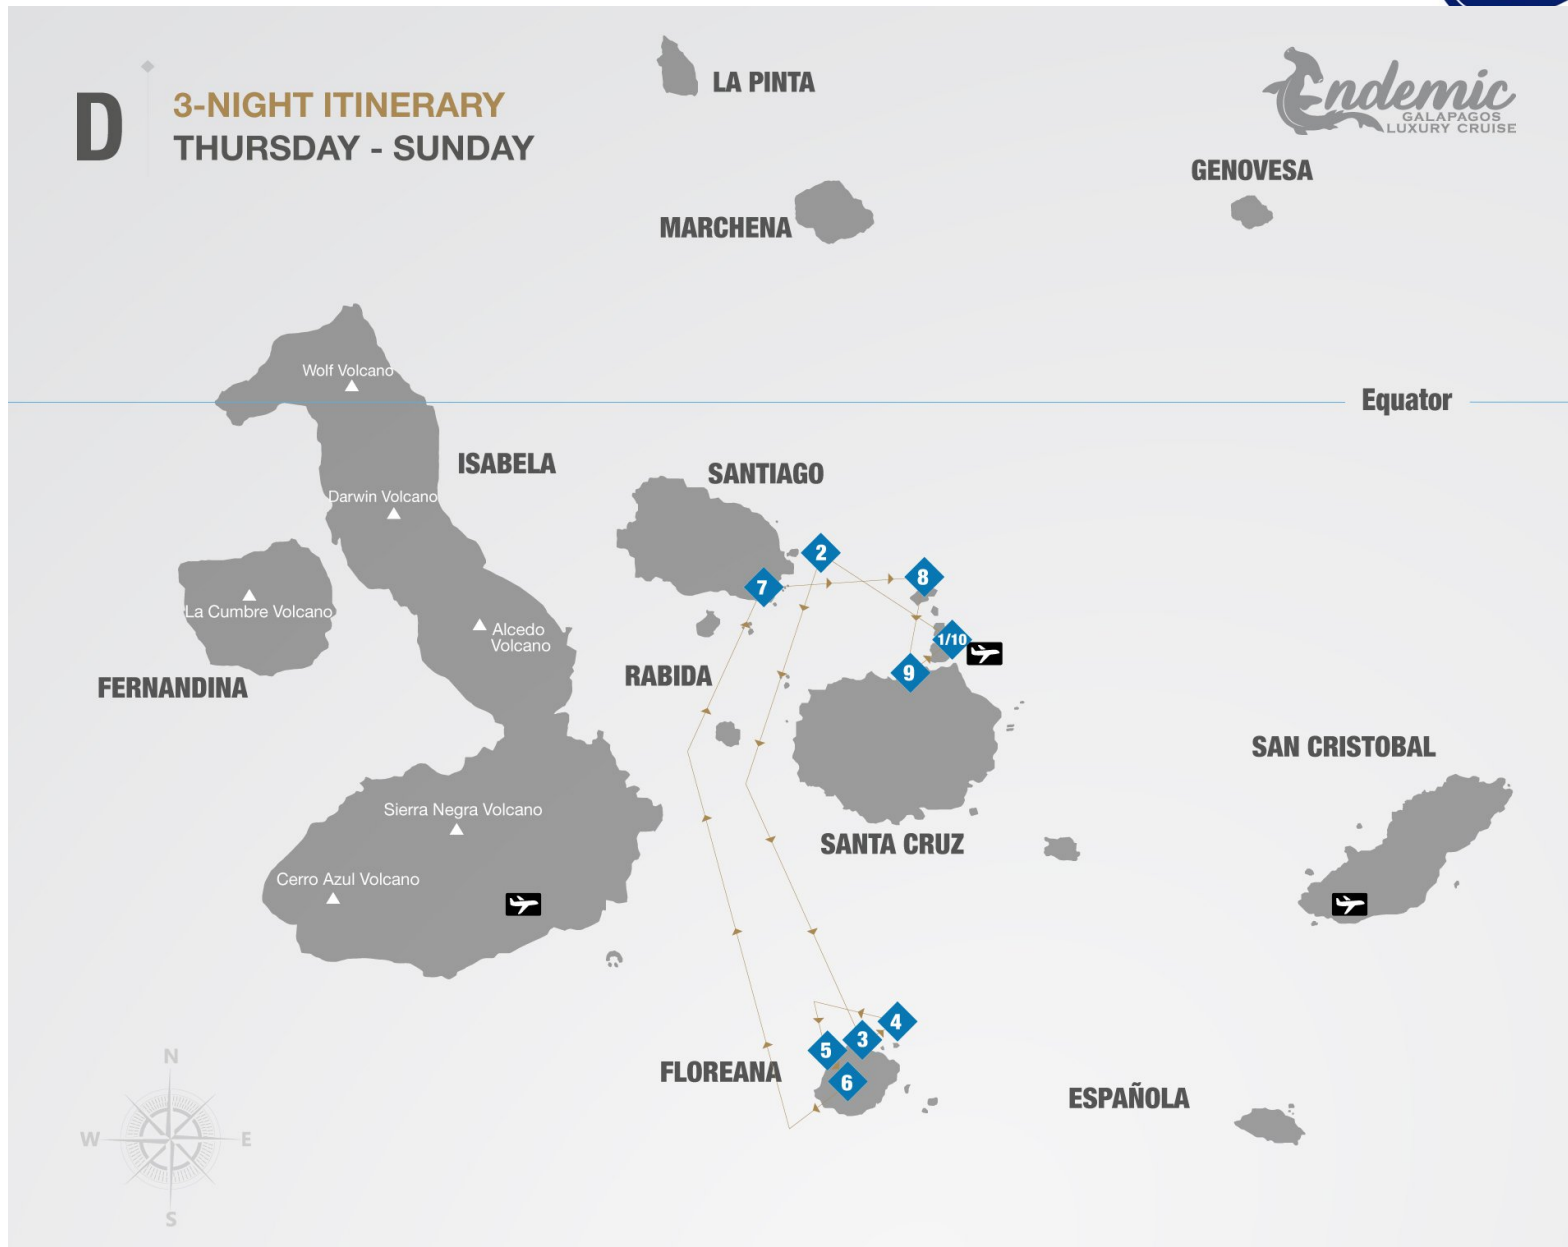 D
3-NIGHT ITINERARY
THURSDAY - SUNDAY
LA PINTA
Endemic
GALAPAGOS
LUXURY CRUISE
GENOVESA
MARCHENA
Wolf Volcano
Equator
ISABELA
SANTIAGO
Darwin Volcano
2
7
8
La Cumbre Volcano
Alcedo
Volcano
1/10
9
RABIDA
FERNANDINA
SAN CRISTOBAL
Sierra Negra Volcano
SANTA CRUZ
Cerro Azul Volcano
4
3
5
6
FLOREANA
ESPAÑOLA
N
W
E
S